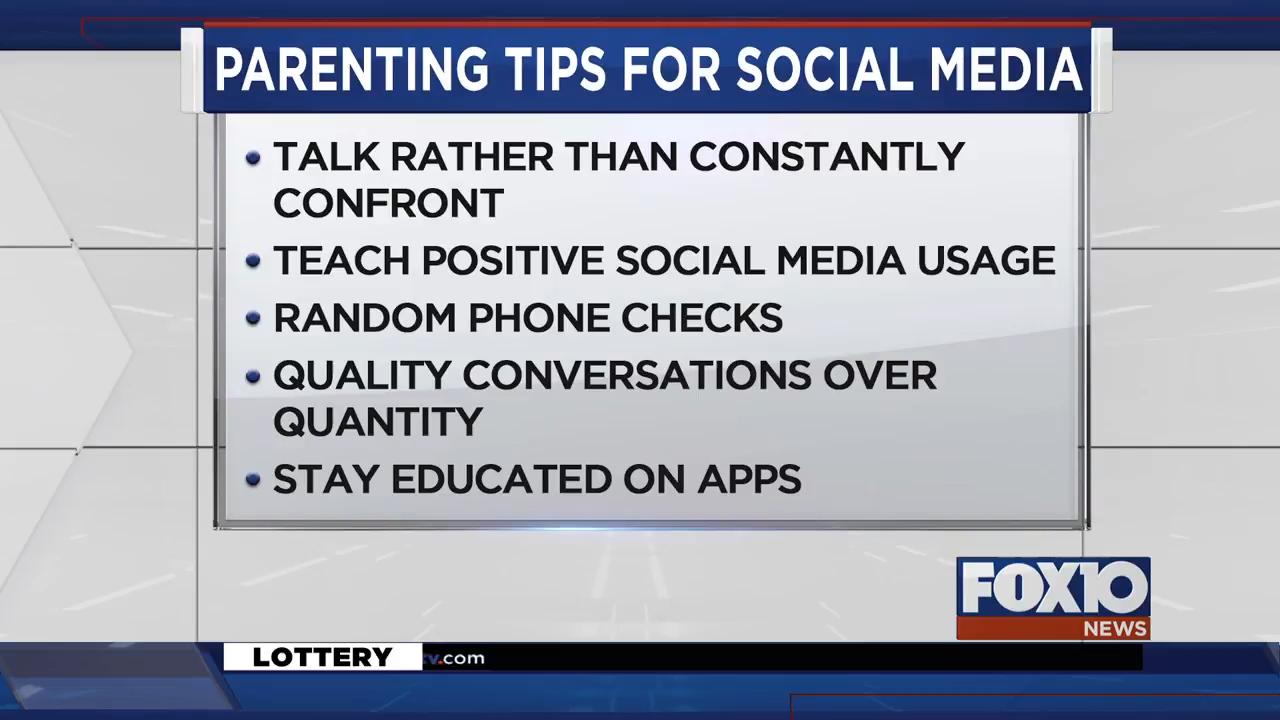 PARENTING TIPS FOR SOCIAL MEDIA
• TALK RATHER THAN CONSTANTLY
CONFRONT
• TEACH POSITIVE SOCIAL MEDIA USAGE
• RANDOM PHONE CHECKS
• QUALITY CONVERSATIONS OVER
QUANTITY
• STAY EDUCATED ON APPS
FOX10
NEWS
LOTTERY tv.com